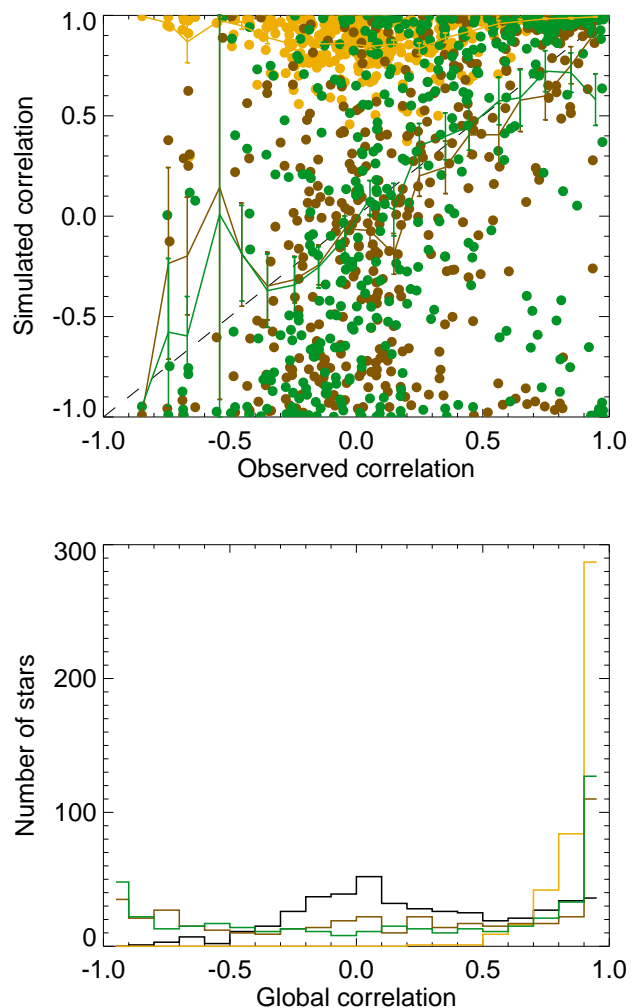 1.0
0.5
0.0
-0.5
-1.0
Simulated correlation
-1.0 -0.5 0.0 0.5 1.0
Observed correlation
300
200
100
0
Number of stars
-1.0 -0.5 0.0 0.5 1.0
Global correlation